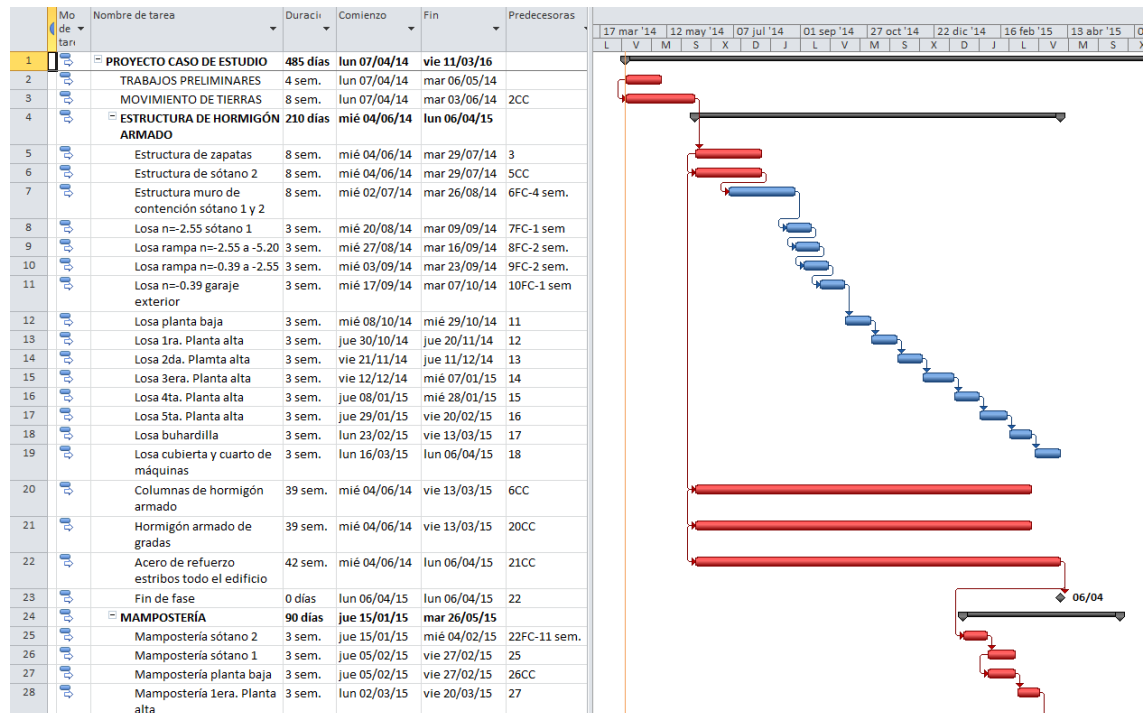 Mo de tare Nombre de tarea Duració Comienzo Fin Predecesoras
17 mar '14 12 may '14 07 jul '14 01 sep '14 27 oct '14 22 dic '14 16 feb '15 13 abr '15
L V M S X D J L V M S X D J L V M S
1 PROYECTO CASO DE ESTUDIO 485 días lun 07/04/14 vie 11/03/16
2 TRABAJOS PRELIMINARES 4 sem. lun 07/04/14 mar 06/05/14
3 MOVIMIENTO DE TIERRAS 8 sem. lun 07/04/14 mar 03/06/14 2CC
4 ESTRUCTURA DE HORMIGÓN 210 días mié 04/06/14 lun 06/04/15
ARMADO
5 Estructura de zapatas 8 sem. mié 04/06/14 mar 29/07/14 3
6 Estructura de sótano 2 8 sem. mié 04/06/14 mar 29/07/14 5CC
7 Estructura muro de 8 sem. mié 02/07/14 mar 26/08/14 6FC-4 sem.
contención sótano 1 y 2
8 Losa n=-2.55 sótano 1 3 sem. mié 20/08/14 mar 09/09/14 7FC-1 sem
9 Losa rampa n=-2.55 a -5.20 3 sem. mié 27/08/14 mar 16/09/14 8FC-2 sem.
10 Losa rampa n=-0.39 a -2.55 3 sem. mié 03/09/14 mar 23/09/14 9FC-2 sem.
11 Losa n=-0.39 garaje 3 sem. mié 17/09/14 mar 07/10/14 10FC-1 sem
exterior
12 Losa planta baja 3 sem. mié 08/10/14 mié 29/10/14 11
13 Losa 1ra. Planta alta 3 sem. jue 30/10/14 jue 20/11/14 12
14 Losa 2da. Plamta alta 3 sem. vie 21/11/14 jue 11/12/14 13
15 Losa 3era. Planta alta 3 sem. vie 12/12/14 mié 07/01/15 14
16 Losa 4ta. Planta alta 3 sem. jue 08/01/15 mié 28/01/15 15
17 Losa 5ta. Planta alta 3 sem. jue 29/01/15 vie 20/02/15 16
18 Losa buhardilla 3 sem. lun 23/02/15 vie 13/03/15 17
19 Losa cubierta y cuarto de 3 sem. lun 16/03/15 lun 06/04/15 18
máquinas
20 Columnas de hormigón 39 sem. mié 04/06/14 vie 13/03/15 6CC
armado
21 Hormigón armado de 39 sem. mié 04/06/14 vie 13/03/15 20CC
gradas
22 Acero de refuerzo 42 sem. mié 04/06/14 lun 06/04/15 21CC
estribos todo el edificio
23 Fin de fase 0 días lun 06/04/15 lun 06/04/15 22 06/04
24 MAMPOSTERÍA 90 días jue 15/01/15 mar 26/05/15
25 Mampostería sótano 2 3 sem. jue 15/01/15 mié 04/02/15 22FC-11 sem.
26 Mampostería sótano 1 3 sem. jue 05/02/15 vie 27/02/15 25
27 Mampostería planta baja 3 sem. jue 05/02/15 vie 27/02/15 26CC
28 Mampostería 1era. Planta 3 sem. lun 02/03/15 vie 20/03/15 27
alta